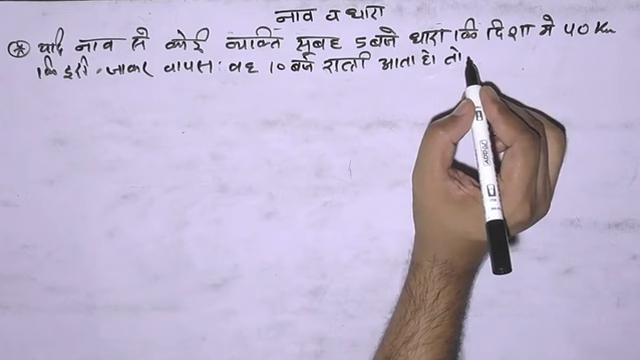 नाव व धारा
* यदि नाव से कोई व्यक्ति सुबह 5 बजे धारा कि दिशा मे 40 Km
कि दुरी जाकर वापस: वह 10 बजे रात्री आता है। तो